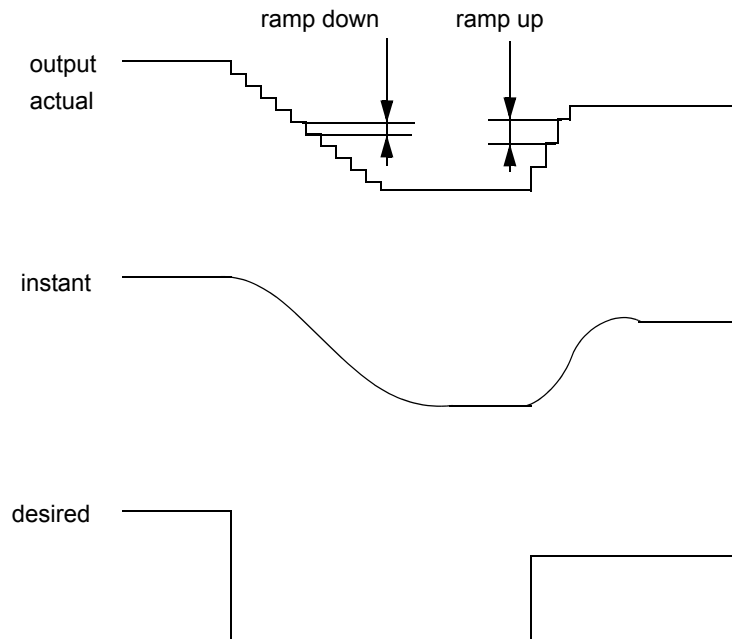 ramp down
ramp up
output
actual
instant
desired